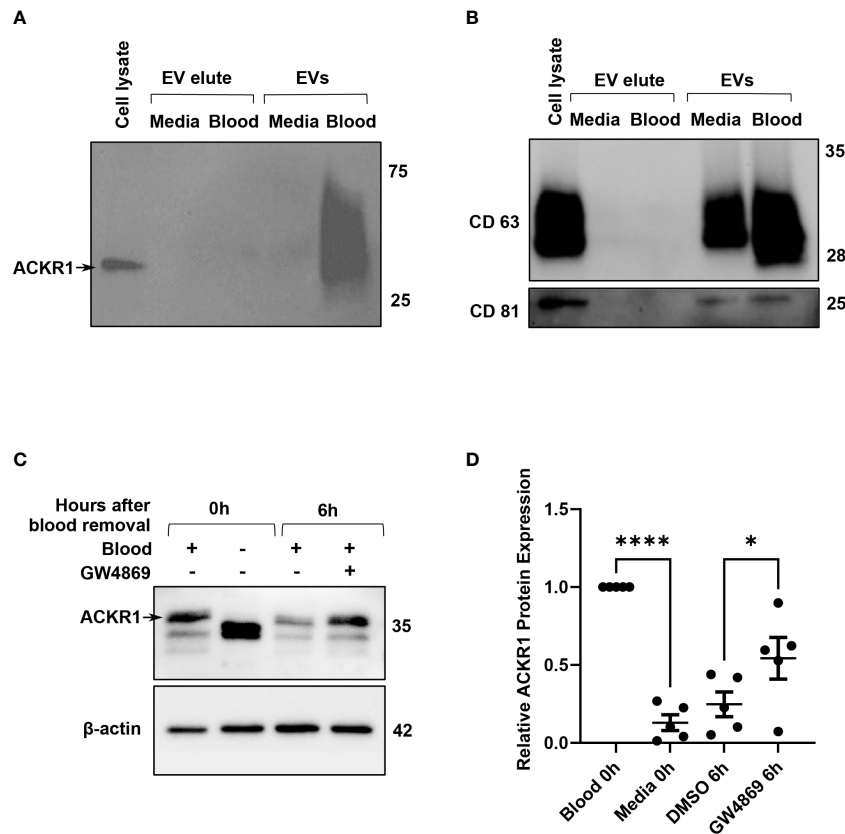 A
Cell lysate
EV elute EVs
Media Blood Media Blood
75
ACKR1
25
B
Cell lysate
EV elute EVs
Media Blood Media Blood
35
CD 63
28
CD 81
25
C
Hours after
blood removal
0h 6h
Blood + - + +
GW4869 - - - +
ACKR1
35
β-actin
42
D
Relative ACKR1 Protein Expression
1.5
**** *
1.0
0.5
0.0
Blood 0h
Media 0h
DMSO 6h
GW4869 6h